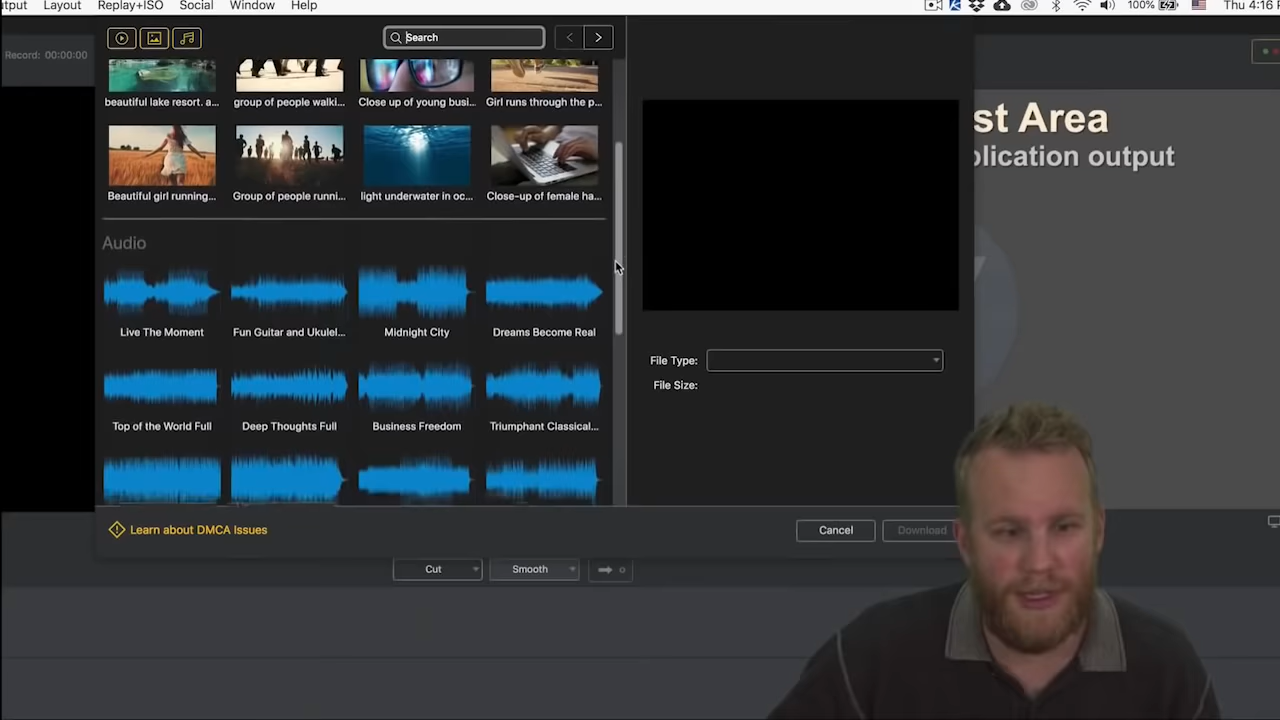 tput Layout Replay+ISO Social Window Help 100% Thu 4:16 P
Record: 00:00:00
Search
st Area
plication output
beautiful lake resort. a... group of people walki... Close up of young busi... Girl runs through the p...
Beautiful girl running... Group of people runni... light underwater in oc... Close-up of female ha...
Audio
Live The Moment Fun Guitar and Ukulel... Midnight City Dreams Become Real
File Type:
File Size:
Top of the World Full Deep Thoughts Full Business Freedom Triumphant Classical...
Learn about DMCA Issues
Cancel Download
Cut Smooth